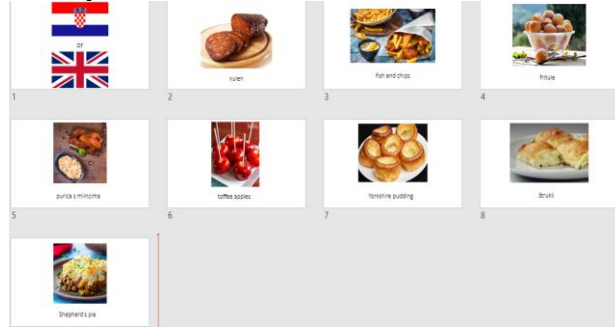 or
1
kulen
2
fish and chips
3
fritule
4
purica s mlincima
5
toffee apples
6
Yorkshire pudding
7
štrukli
8
Shepherd's pie